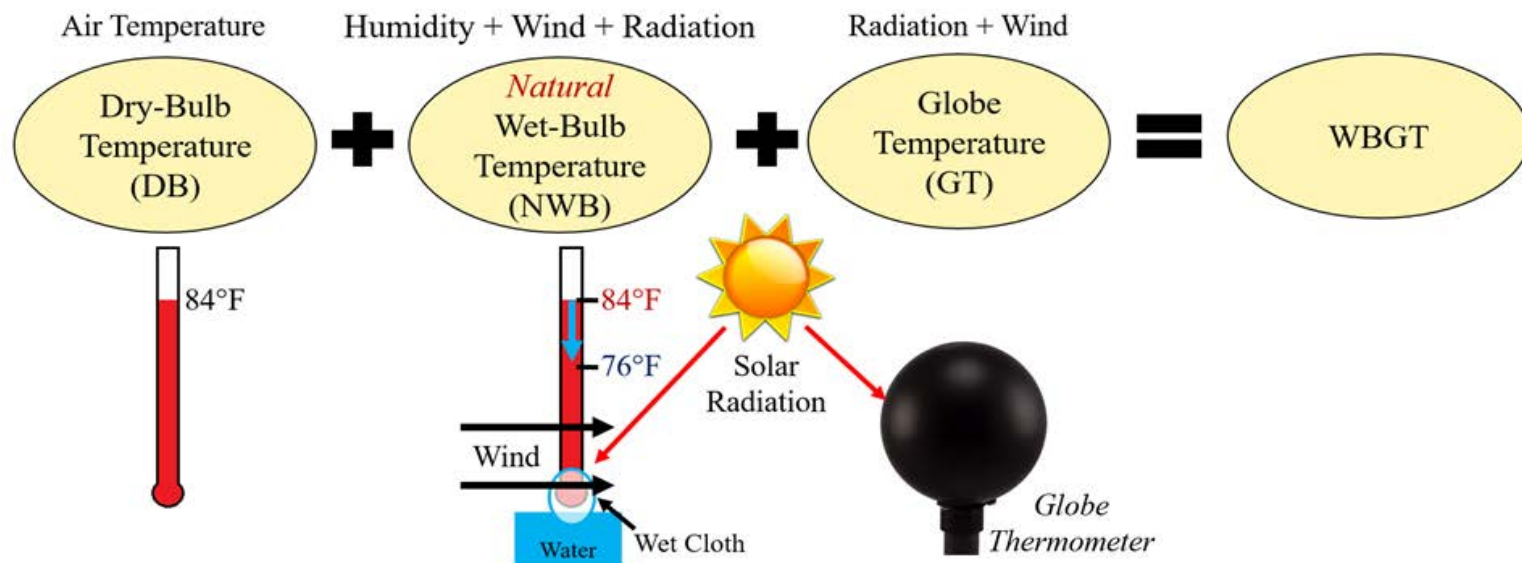 Air Temperature
Humidity + Wind + Radiation
Radiation + Wind
Dry-Bulb
Temperature
(DB)
Natural
Wet-Bulb
Temperature
(NWB)
Globe
Temperature
(GT)
WBGT
84°F
84°F
76°F
Wind
Water
Wet Cloth
Solar
Radiation
Globe
Thermometer